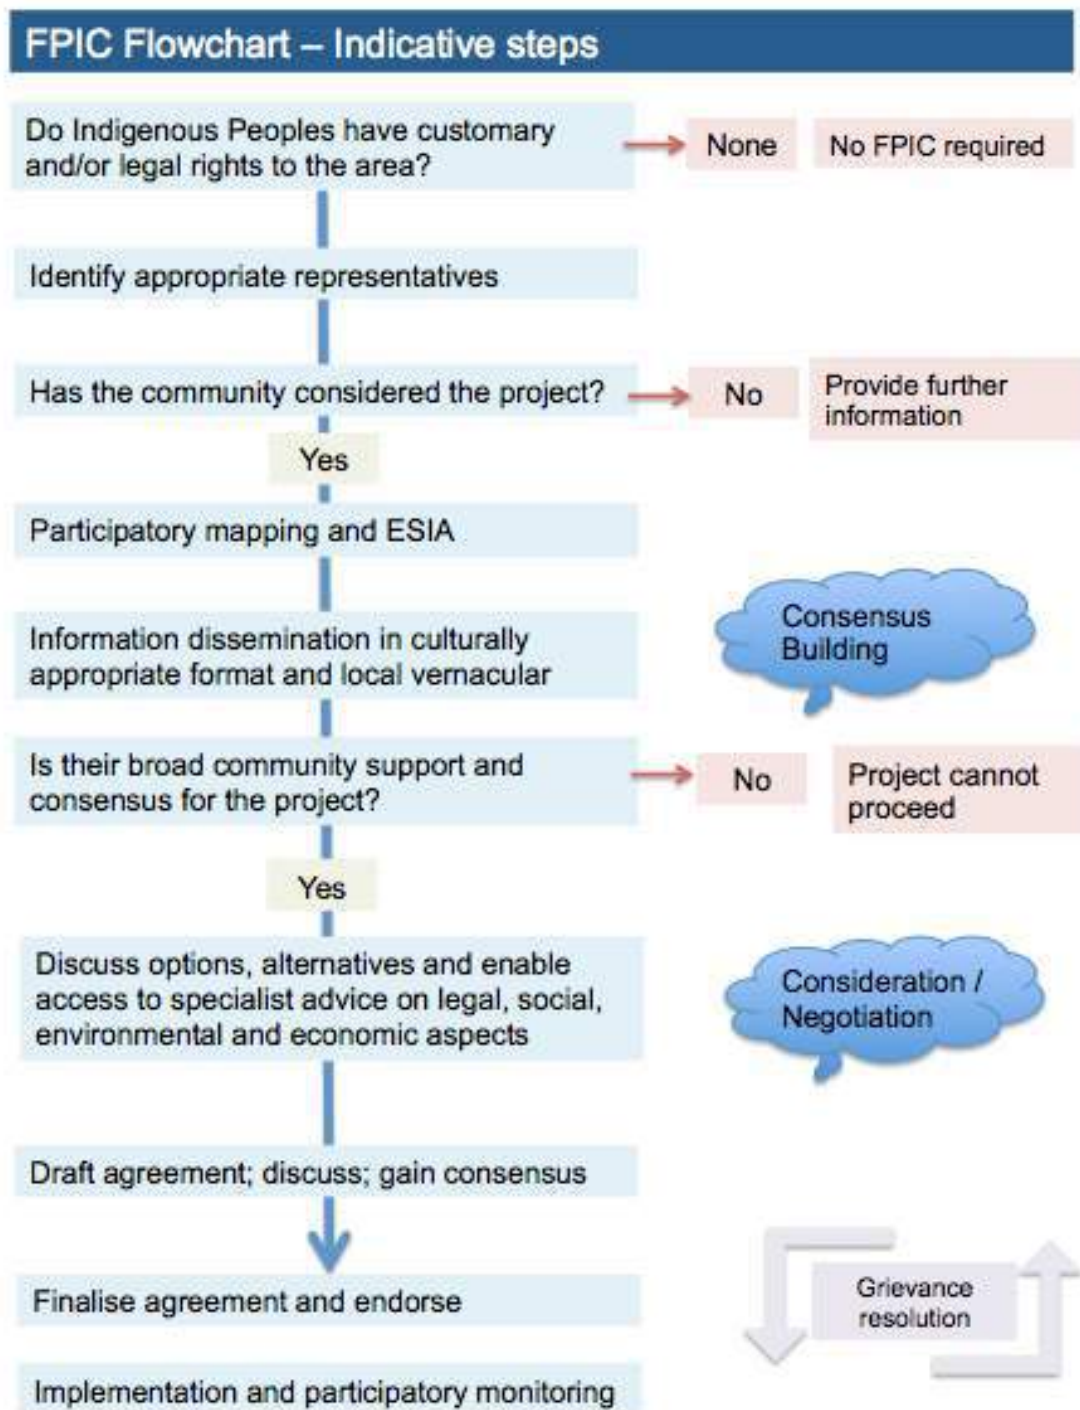 FPIC Flowchart – Indicative steps
Do Indigenous Peoples have customary
and/or legal rights to the area?
None
No FPIC required
Identify appropriate representatives
Has the community considered the project?
No
Provide further
information
Yes
Participatory mapping and ESIA
Information dissemination in culturally
appropriate format and local vernacular
Consensus
Building
Is their broad community support and
consensus for the project?
No
Project cannot
proceed
Yes
Discuss options, alternatives and enable
access to specialist advice on legal, social,
environmental and economic aspects
Consideration /
Negotiation
Draft agreement; discuss; gain consensus
Finalise agreement and endorse
Grievance
resolution
Implementation and participatory monitoring